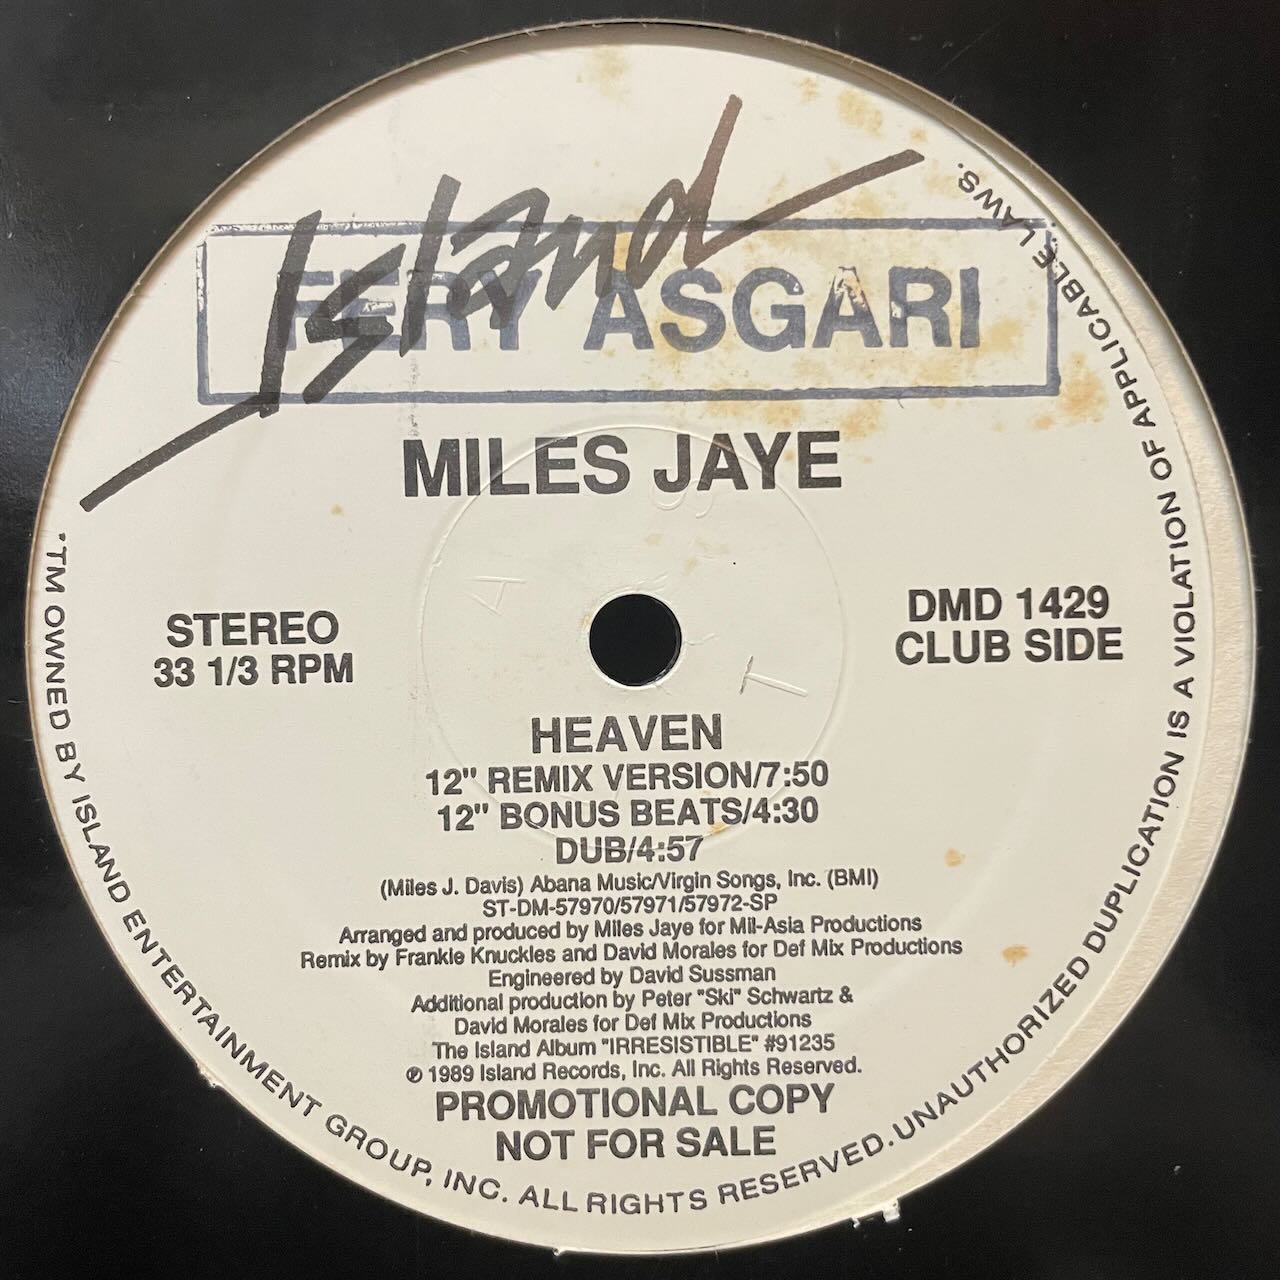 Island
FERY ASGARI
MILES JAYE
STEREO
33 1/3 RPM
DMD 1429
CLUB SIDE
HEAVEN
12" REMIX VERSION/7:50
12" BONUS BEATS/4:30
DUB/4:57
(Miles J. Davis) Abana Music/Virgin Songs, Inc. (BMI)
ST-DM-57970/57971/57972-SP
Arranged and produced by Miles Jaye for Mil-Asia Productions
Remix by Frankie Knuckles and David Morales for Def Mix Productions
Engineered by David Sussman
Additional production by Peter "Ski" Schwartz &
David Morales for Def Mix Productions
The Island Album "IRRESISTIBLE" #91235
℗ 1989 Island Records, Inc. All Rights Reserved.
PROMOTIONAL COPY
NOT FOR SALE
*TM OWNED BY ISLAND ENTERTAINMENT GROUP, INC. ALL RIGHTS RESERVED. UNAUTHORIZED DUPLICATION IS A VIOLATION OF APPLICABLE LAWS.